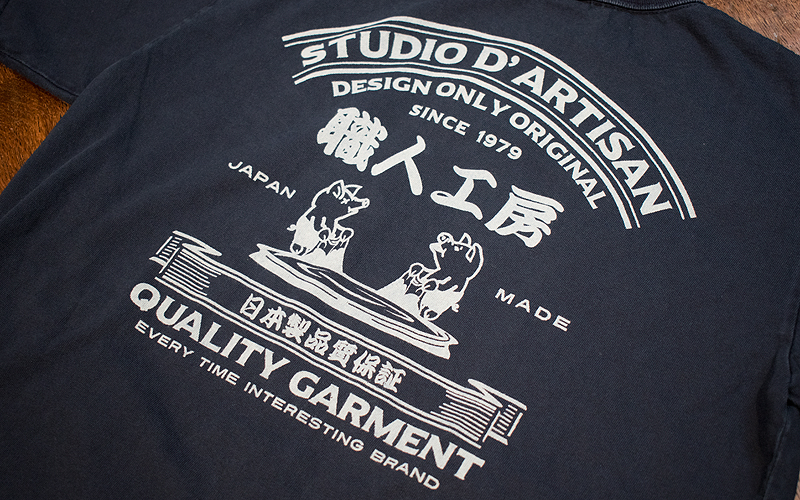 STUDIO D'ARTISAN
DESIGN ONLY ORIGINAL
SINCE 1979
職人工房
JAPAN
MADE
日本製品質保証
QUALITY GARMENT
EVERY TIME INTERESTING BRAND